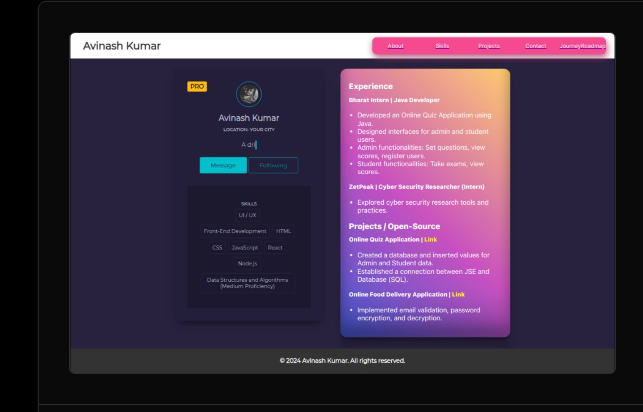 Avinash Kumar
About Skills Projects Contact JourneyRoadmap
PRO
Avinash Kumar
LOCATION: YOUR CITY
A dri
Message Following
SKILLS
UI / UX
Front-End Development HTML
CSS JavaScript React
Node.js
Data Structures and Algorithms
(Medium Proficiency)
Experience
Bharat Intern | Java Developer
• Developed an Online Quiz Application using
Java.
• Designed interfaces for admin and student
users.
• Admin functionalities: Set questions, view
scores, register users.
• Student functionalities: Take exams, view
scores.
ZetPeak | Cyber Security Researcher (Intern)
• Explored cyber security research tools and
practices.
Projects / Open-Source
Online Quiz Application | Link
• Created a database and inserted values for
Admin and Student data.
• Established a connection between JSE and
Database (SQL).
Online Food Delivery Application | Link
• Implemented email validation, password
encryption, and decryption.
© 2024 Avinash Kumar. All rights reserved.